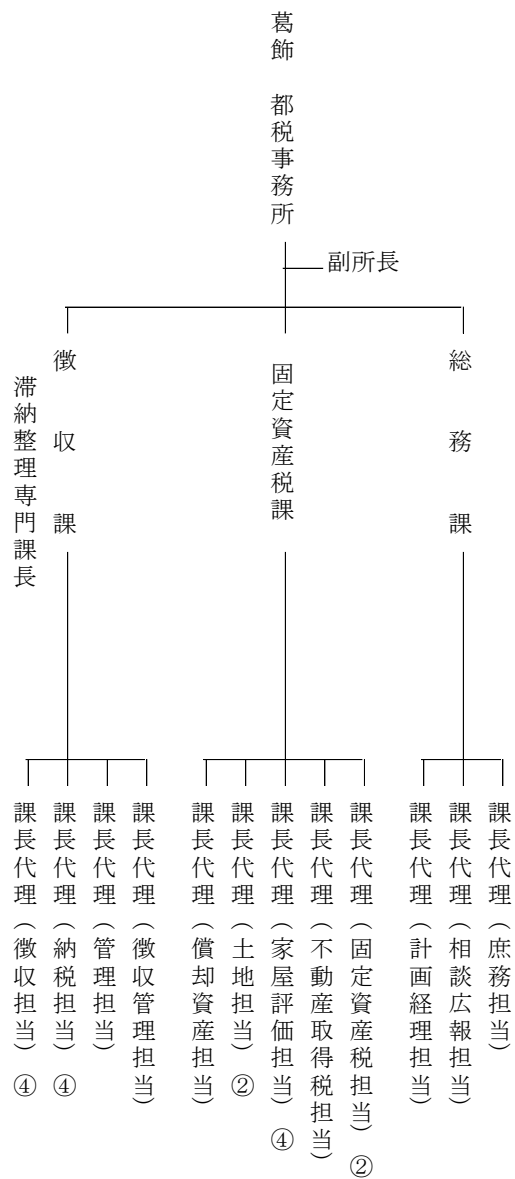 葛飾 都税事務所
副所長
総務課
固定資産税課
徴収課
滞納整理専門課長
課長代理(庶務担当)
課長代理(相談広報担当)
課長代理(計画経理担当)
課長代理(固定資産税担当)②
課長代理(不動産取得税担当)
課長代理(家屋評価担当)④
課長代理(土地担当)②
課長代理(償却資産担当)
課長代理(徴収管理担当)
課長代理(管理担当)
課長代理(納税担当)④
課長代理(徴収担当)④